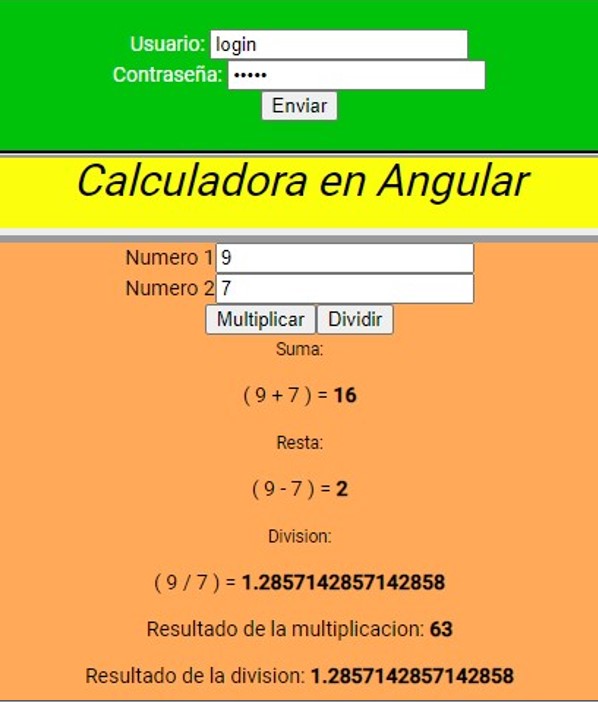 Usuario: login
Contraseña: •••••
Enviar
Calculadora en Angular
Numero 1 9
Numero 2 7
Multiplicar Dividir
Suma:
( 9 + 7 ) = 16
Resta:
( 9 - 7 ) = 2
Division:
( 9 / 7 ) = 1.2857142857142858
Resultado de la multiplicacion: 63
Resultado de la division: 1.2857142857142858